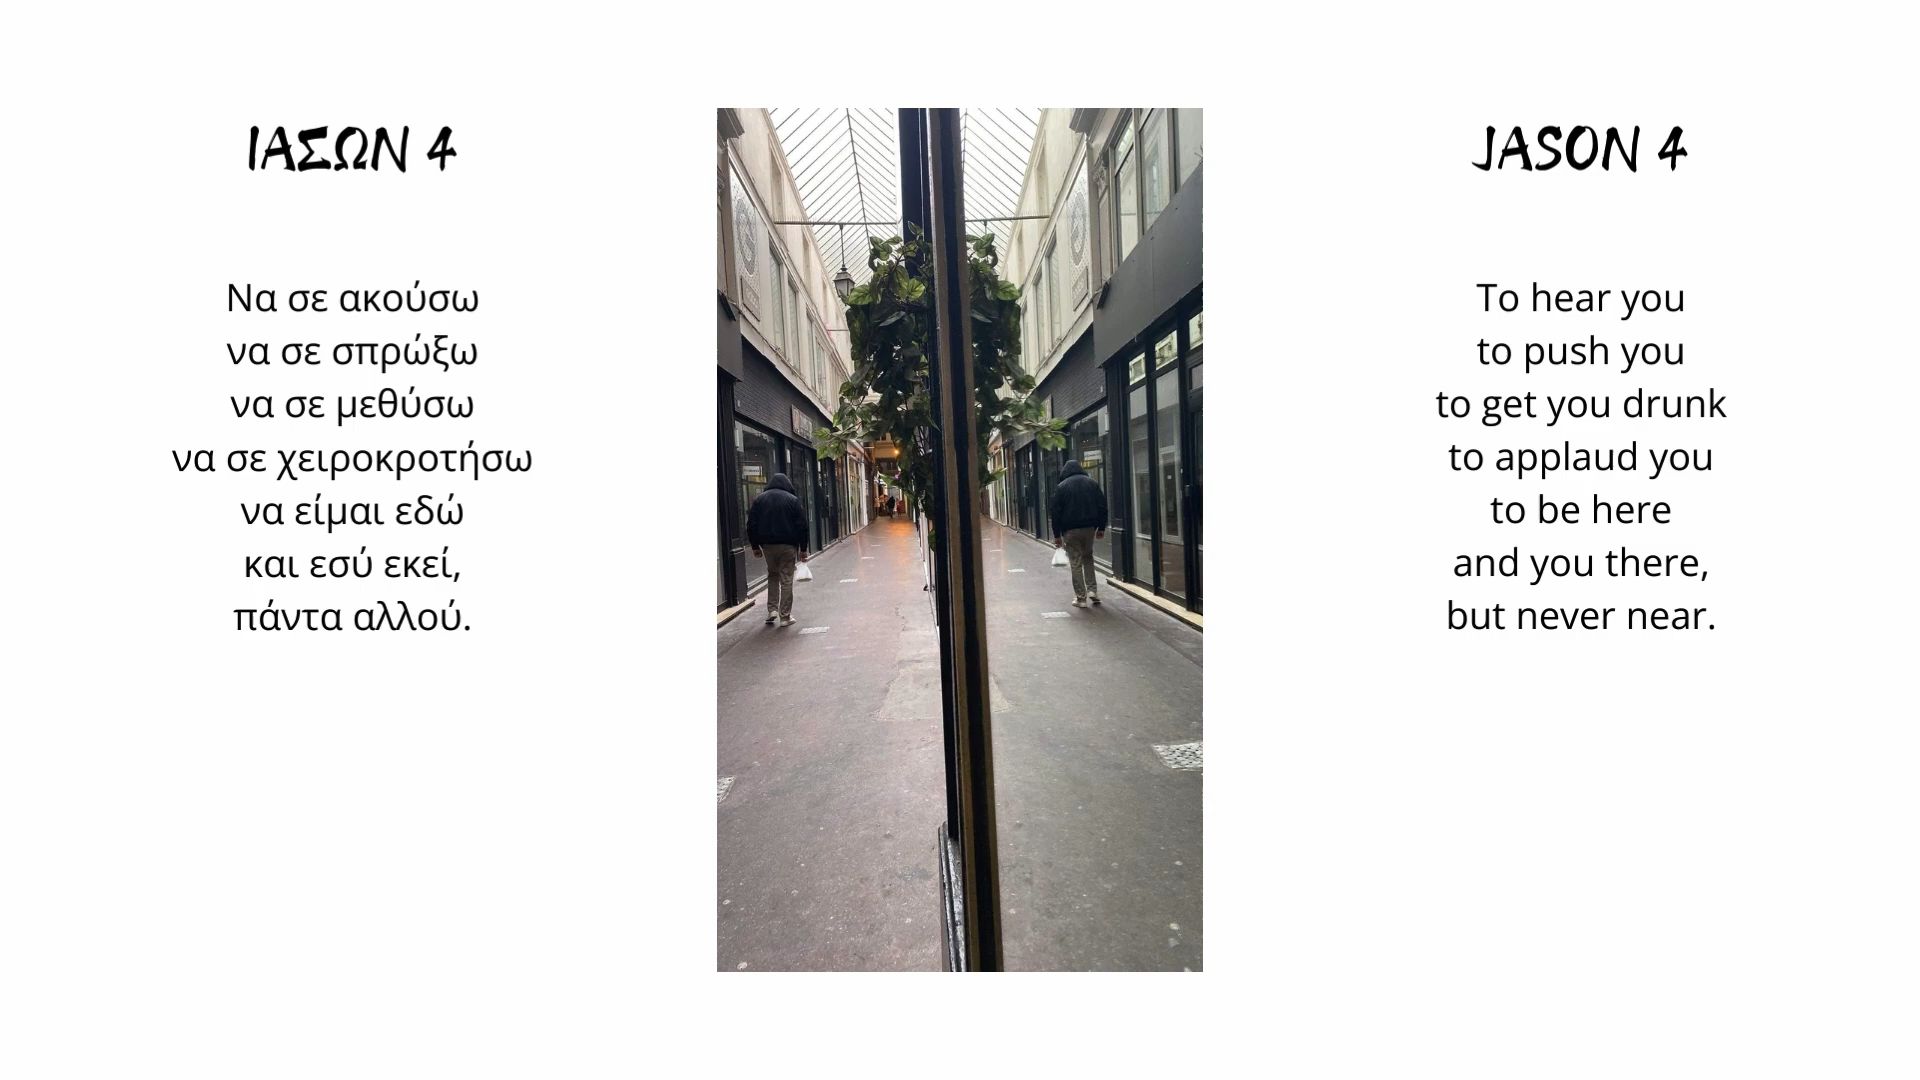 ΙΑΣΩΝ 4
Να σε ακούσω
να σε σπρώξω
να σε μεθύσω
να σε χειροκροτήσω
να είμαι εδώ
και εσύ εκεί,
πάντα αλλού.
JASON 4
To hear you
to push you
to get you drunk
to applaud you
to be here
and you there,
but never near.